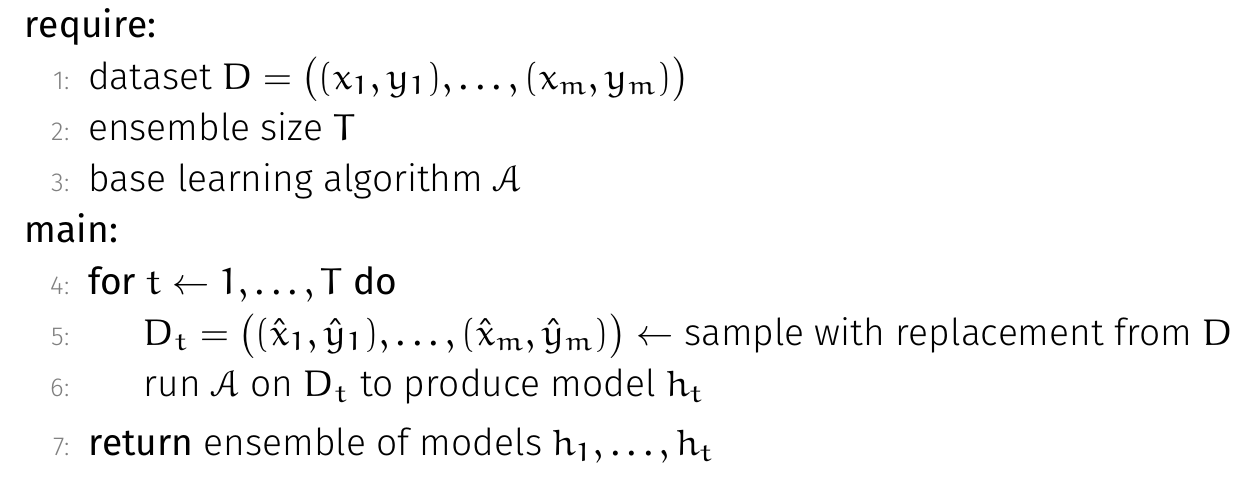 require:
1: dataset D = ((x₁, y₁), . . . , (xₘ, yₘ))
2: ensemble size T
3: base learning algorithm 𝒜
main:
4: for t ← 1, . . . , T do
5: Dₜ = ((x̂₁, ŷ₁), . . . , (x̂ₘ, ŷₘ)) ← sample with replacement from D
6: run 𝒜 on Dₜ to produce model hₜ
7: return ensemble of models h₁, . . . , hₜ